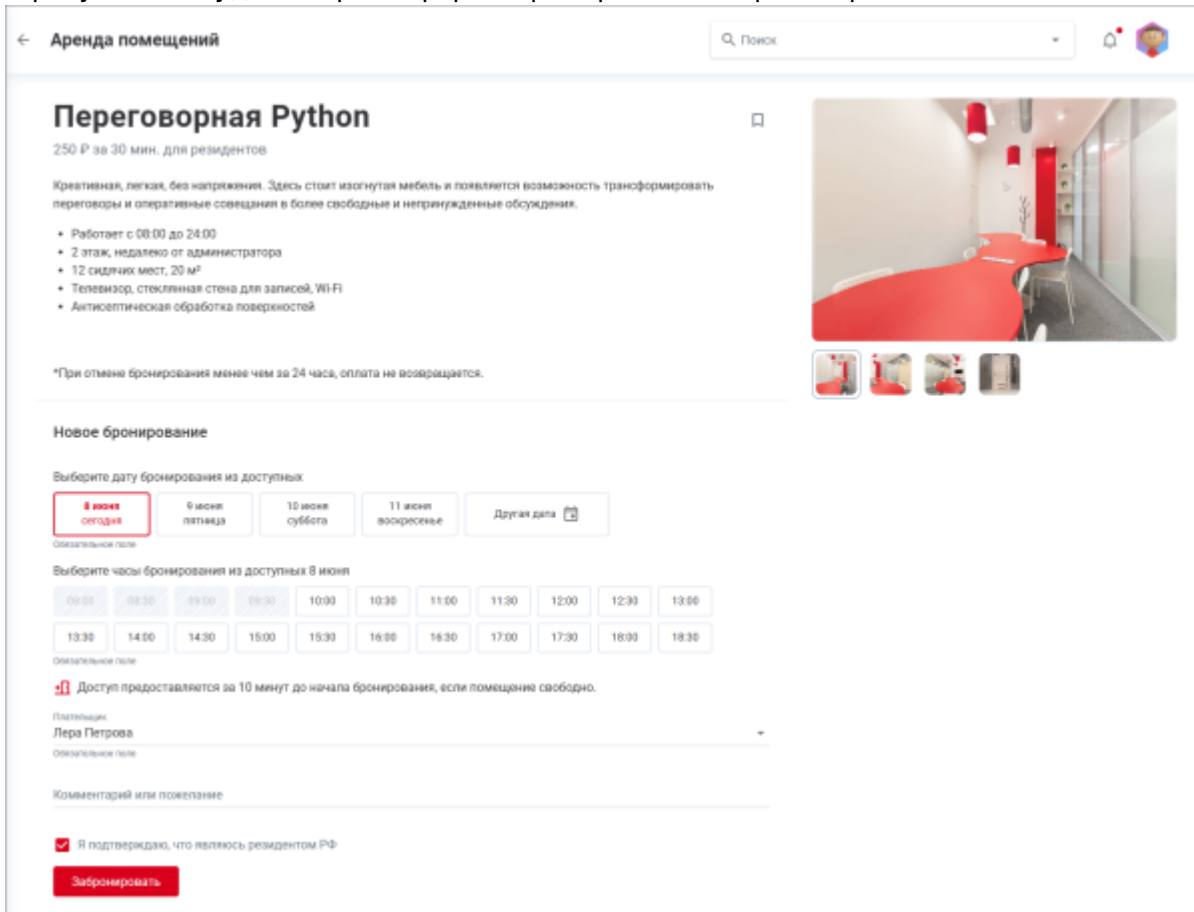 Аренда помещений
Поиск
Переговорная Python
250 ₽ за 30 мин. для резидентов
Креативная, легкая, без напряжения. Здесь стоит изогнутая мебель и появляется возможность трансформировать
переговоры и оперативные совещания в более свободные и непринужденные обсуждения.
• Работает с 08:00 до 24:00
• 2 этаж, недалеко от администратора
• 12 сидячих мест, 20 м²
• Телевизор, стеклянная стена для записей, Wi-Fi
• Антисептическая обработка поверхностей
*При отмене бронирования менее чем за 24 часа, оплата не возвращается.
Новое бронирование
Выберите дату бронирования из доступных
8 июня 9 июня 10 июня 11 июня
сегодня пятница суббота воскресенье Другая дата
Обязательное поле
Выберите часы бронирования из доступных 8 июня
08:00 08:30 09:00 09:30 10:00 10:30 11:00 11:30 12:00 12:30 13:00
13:30 14:00 14:30 15:00 15:30 16:00 16:30 17:00 17:30 18:00 18:30
Обязательное поле
Доступ предоставляется за 10 минут до начала бронирования, если помещение свободно.
Плательщик
Лера Петрова
Обязательное поле
Комментарий или пожелание
Я подтверждаю, что являюсь резидентом РФ
Забронировать